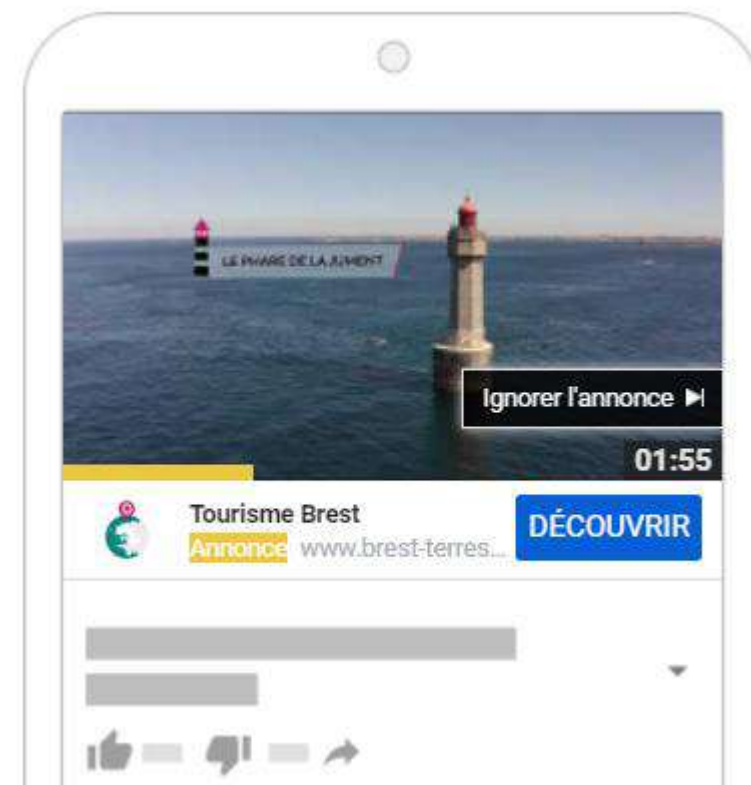 LE PHARE DE LA JUMENT
Ignorer l'annonce
01:55
Tourisme Brest
Annonce www.brest-terres...
DÉCOUVRIR